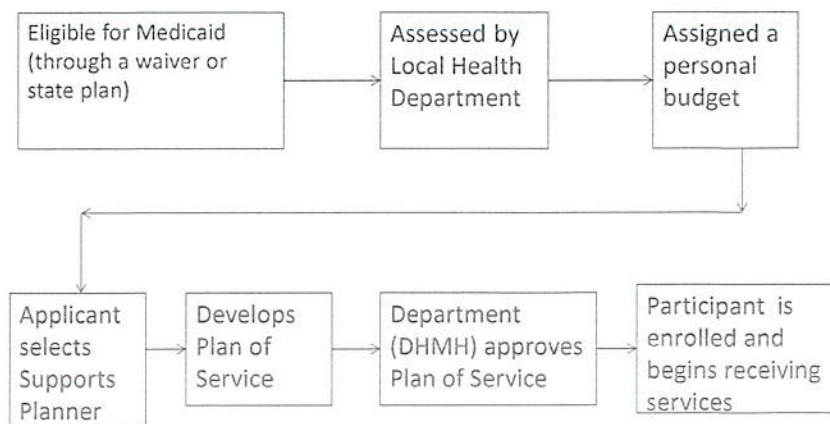 Eligible for Medicaid
(through a waiver or
state plan)
Assessed by
Local Health
Department
Assigned a
personal
budget
Applicant
selects
Supports
Planner
Develops
Plan of
Service
Department
(DHMH) approves
Plan of Service
Participant is
enrolled and
begins receiving
services